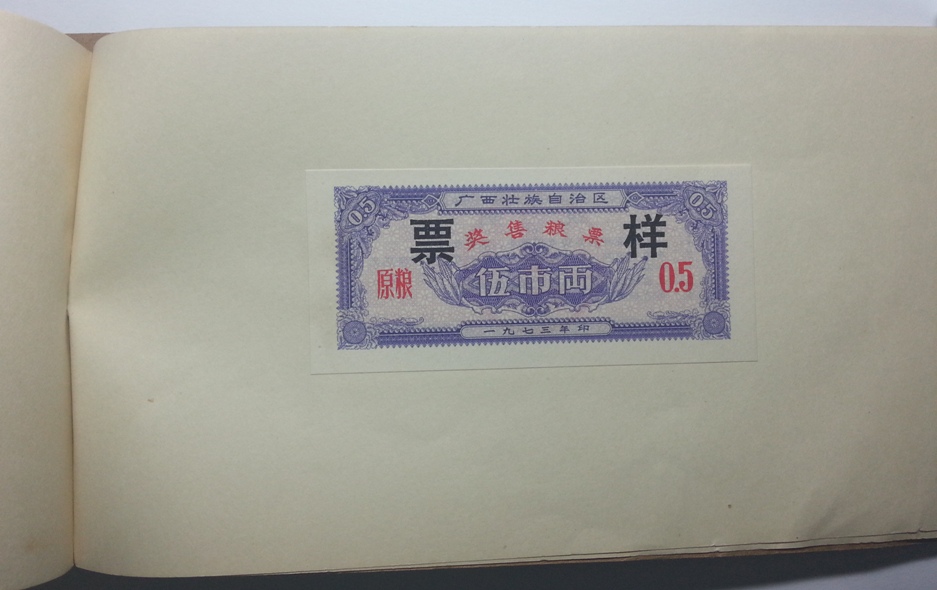 广西壮族自治区
0.5 0.5
票 奖售粮票 样
原粮 伍市两 0.5
一九七三年印